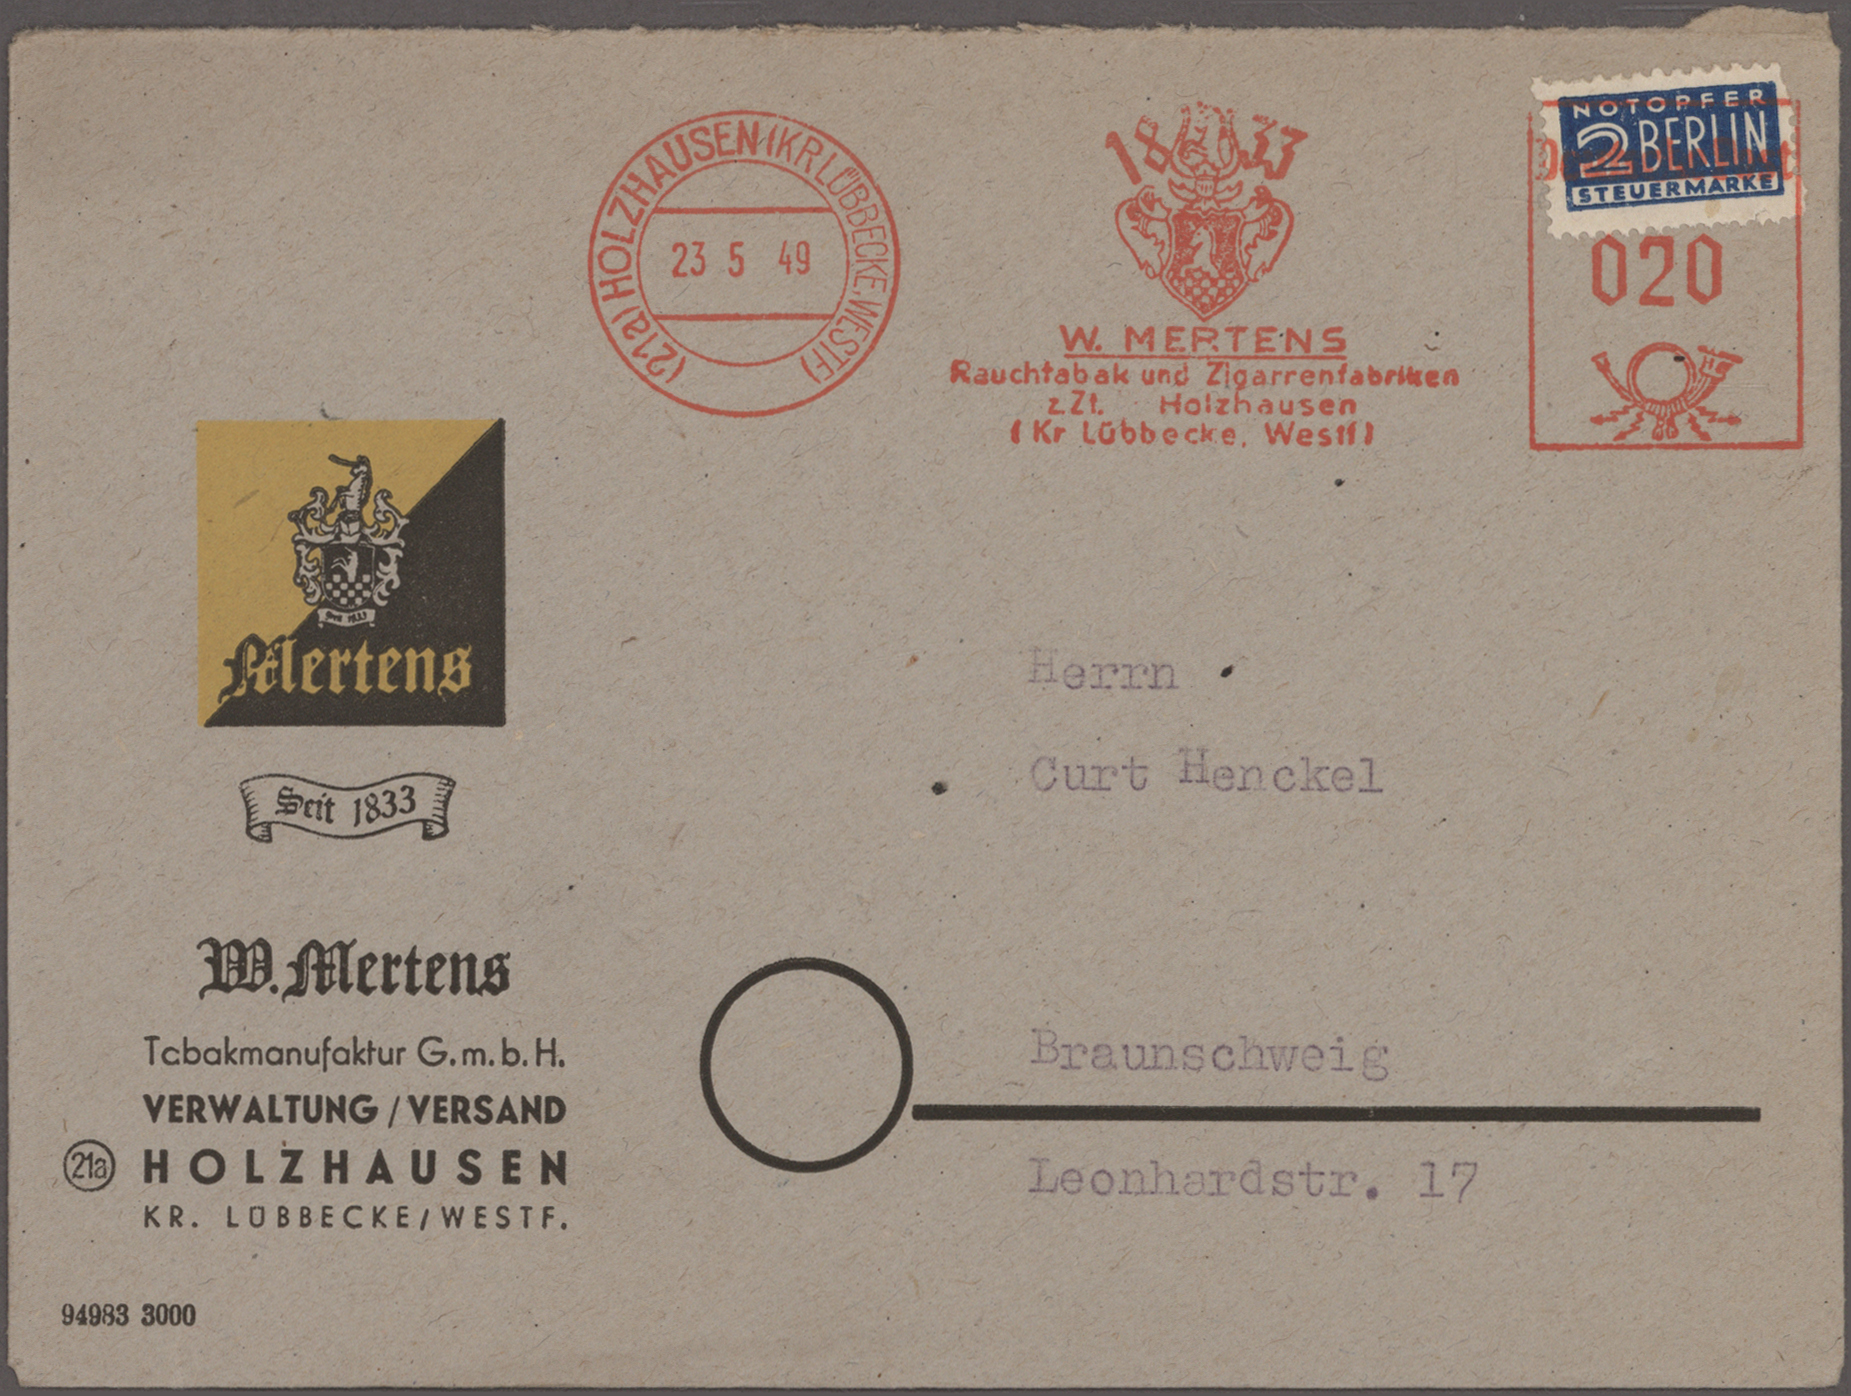 (21a) HOLZHAUSEN (KR LÜBBECKE, WESTF)
23 5 49
18 33
W. MERTENS
Rauchtabak und Zigarrenfabriken
z.Zt. Holzhausen
(Kr Lübbecke, Westf)
NOTOPFER
2 BERLIN
STEUERMARKE
020
Mertens
Seit 1833
W. Mertens
Tabakmanufaktur G.m.b.H.
VERWALTUNG / VERSAND
21a HOLZHAUSEN
KR. LÜBBECKE/WESTF.
94983 3000
Herrn
Curt Henckel
Braunschweig
Leonhardstr. 17